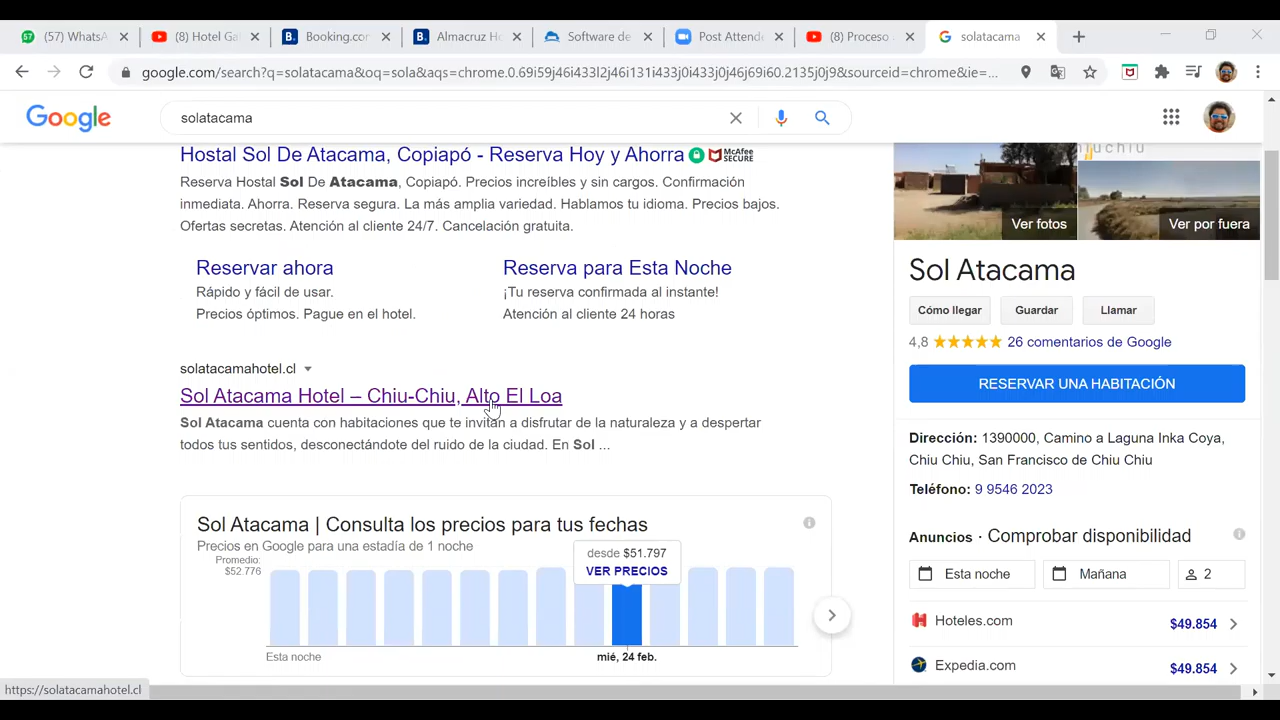 (57) WhatsA
(8) Hotel Ga
Booking.com
Almacruz Ho
Software de
Post Attende
(8) Proceso
solatacama
google.com/search?q=solatacama&oq=sola&aqs=chrome.0.69i59j46i433l2j46i131i433j0i433j0j46j69i60.2135j0j9&sourceid=chrome&ie=...
Google
solatacama
Hostal Sol De Atacama, Copiapó - Reserva Hoy y Ahorra McAfee SECURE
Reserva Hostal Sol De Atacama, Copiapó. Precios increíbles y sin cargos. Confirmación
inmediata. Ahorra. Reserva segura. La más amplia variedad. Hablamos tu idioma. Precios bajos.
Ofertas secretas. Atención al cliente 24/7. Cancelación gratuita.
Reservar ahora
Rápido y fácil de usar.
Precios óptimos. Pague en el hotel.
Reserva para Esta Noche
¡Tu reserva confirmada al instante!
Atención al cliente 24 horas
solatacamahotel.cl
Sol Atacama Hotel – Chiu-Chiu, Alto El Loa
Sol Atacama cuenta con habitaciones que te invitan a disfrutar de la naturaleza y a despertar
todos tus sentidos, desconectándote del ruido de la ciudad. En Sol ...
Sol Atacama | Consulta los precios para tus fechas
Precios en Google para una estadía de 1 noche
Promedio:
$52.776
desde $51.797
VER PRECIOS
Esta noche
mié, 24 feb.
Ver fotos
Ver por fuera
Sol Atacama
Cómo llegar
Guardar
Llamar
4,8 26 comentarios de Google
RESERVAR UNA HABITACIÓN
Dirección: 1390000, Camino a Laguna Inka Coya,
Chiu Chiu, San Francisco de Chiu Chiu
Teléfono: 9 9546 2023
Anuncios · Comprobar disponibilidad
Esta noche
Mañana
2
Hoteles.com $49.854
Expedia.com $49.854
https://solatacamahotel.cl